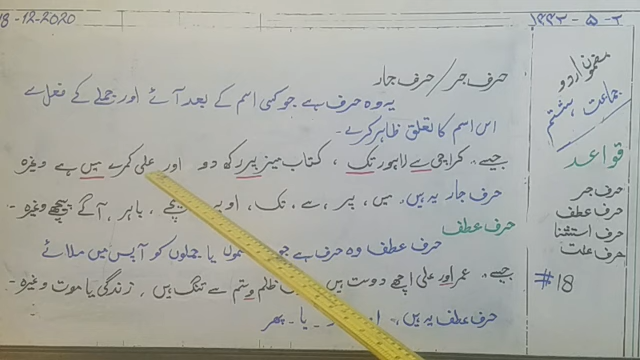 18-12-2020
۱۴۴۲ - ۵ - ۲
مضمون اردو
جماعت ہشتم
قواعد
حرف جر
حرف عطف
حرف استثنا
حرف علت
#18
حرف جر / حرف جار
یہ وہ حرف ہے جو کسی اسم کے بعد آئے اور جملے کے فعل سے
اس اسم کا تعلق ظاہر کرے۔
جیسے۔ کراچی سے لاہور تک ، کتاب میز پر رکھ دو اور علی کمرے میں ہے وغیرہ
حرف جار یہ ہیں۔ میں ، پر ، سے ، تک ، اوپر ، باہر ، آگے پیچھے وغیرہ۔
حرف عطف
حرف عطف وہ حرف ہے جو یا جملوں کو آپس میں ملائے
جیسے۔ عمر اور علی اچھے دوست ہیں ظلم و ستم سے تنگ ہیں ، زندگی یا موت وغیرہ۔
حرف عطف یہ ہیں۔ - یا - پھر